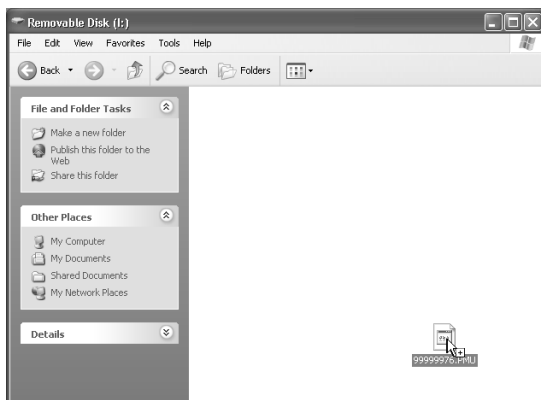 Removable Disk (I:)
File Edit View Favorites Tools Help
Back Search Folders
File and Folder Tasks
Make a new folder
Publish this folder to the
Web
Share this folder
Other Places
My Computer
My Documents
Shared Documents
My Network Places
Details
99999976.PMU